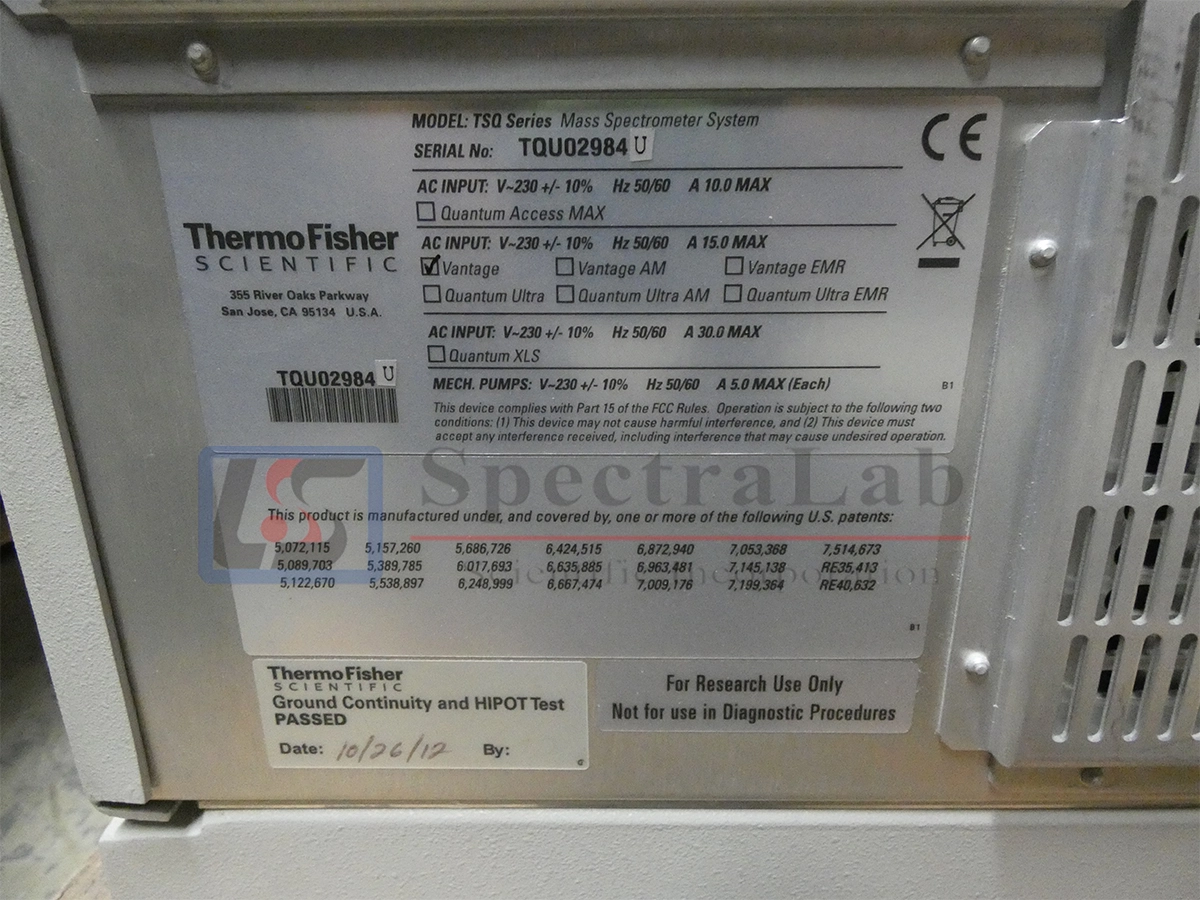 MODEL: TSQ Series Mass Spectrometer System
SERIAL No: TQU02984 U
AC INPUT: V~230 +/- 10% Hz 50/60 A 10.0 MAX
Quantum Access MAX
AC INPUT: V~230 +/- 10% Hz 50/60 A 15.0 MAX
Vantage Vantage AM Vantage EMR
Quantum Ultra Quantum Ultra AM Quantum Ultra EMR
AC INPUT: V~230 +/- 10% Hz 50/60 A 30.0 MAX
Quantum XLS
MECH. PUMPS: V~230 +/- 10% Hz 50/60 A 5.0 MAX (Each)
B1
This device complies with Part 15 of the FCC Rules. Operation is subject to the following two
conditions: (1) This device may not cause harmful interference, and (2) This device must
accept any interference received, including interference that may cause undesired operation.
CE
ThermoFisher
SCIENTIFIC
355 River Oaks Parkway
San Jose, CA 95134 U.S.A.
TQU02984 U
LS
SpectraLab
Scientific Incorporation
This product is manufactured under, and covered by, one or more of the following U.S. patents:
5,072,115 5,157,260 5,686,726 6,424,515 6,872,940 7,053,368 7,514,673
5,089,703 5,389,785 6,017,693 6,635,885 6,963,481 7,145,138 RE35,413
5,122,670 5,538,897 6,248,999 6,667,474 7,009,176 7,199,364 RE40,632
B1
ThermoFisher
SCIENTIFIC
Ground Continuity and HIPOT Test
PASSED
Date: 10/26/12 By:
For Research Use Only
Not for use in Diagnostic Procedures